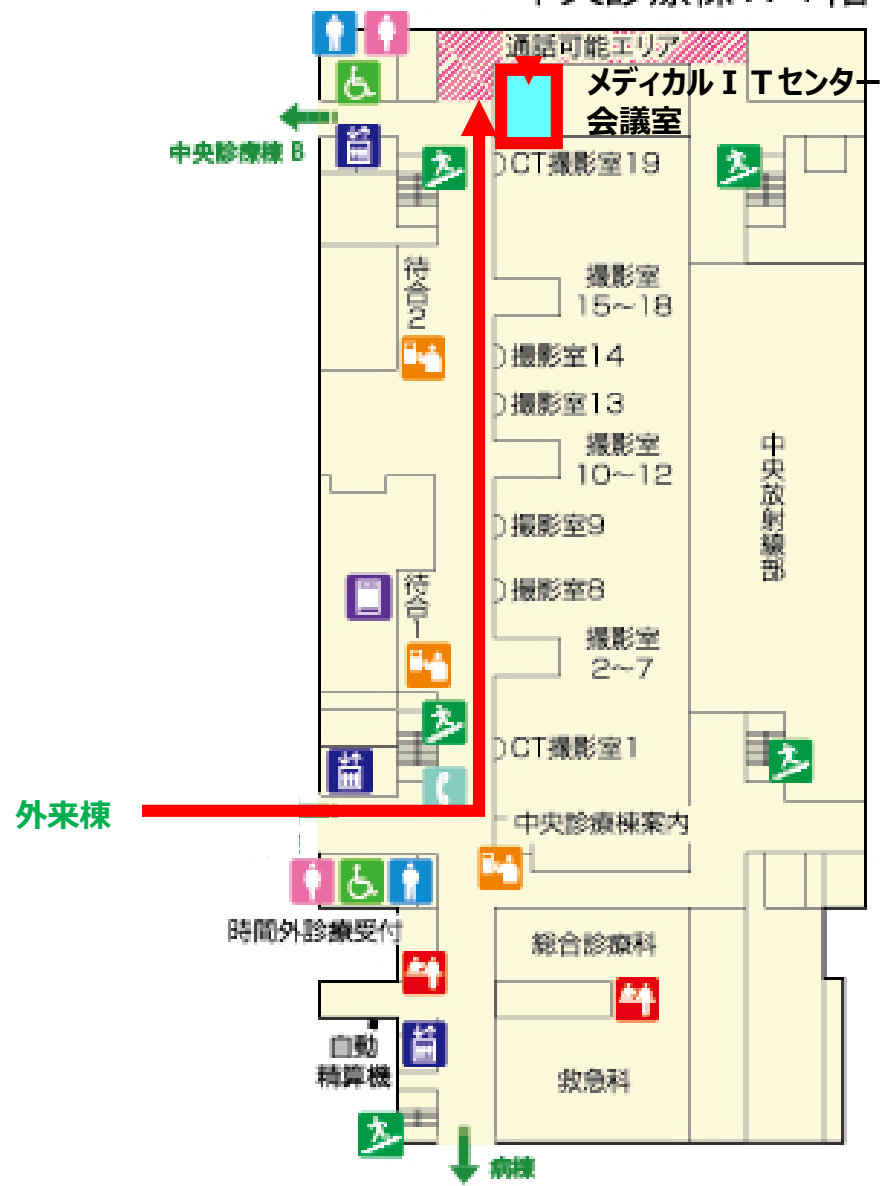 通話可能エリア
メディカルＩＴセンター
会議室
中央診療棟 B
CT撮影室19
待合2
撮影室
15～18
撮影室14
撮影室13
撮影室
10～12
中央放射線部
撮影室9
撮影室8
待合1
撮影室
2～7
CT撮影室1
外来棟
中央診療棟案内
時間外診療受付
総合診療科
自動
精算機
救急科
病棟